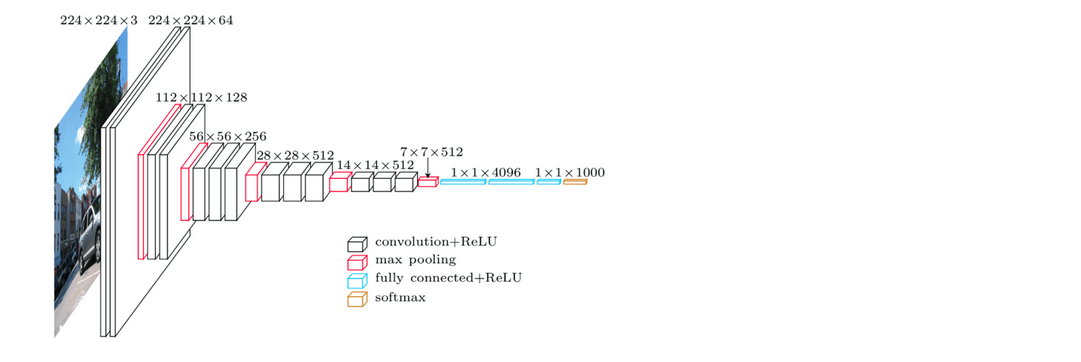 224×224×3
224×224×64
112×112×128
56×56×256
28×28×512
14×14×512
7×7×512
1×1×4096
1×1×1000
convolution+ReLU
max pooling
fully connected+ReLU
softmax